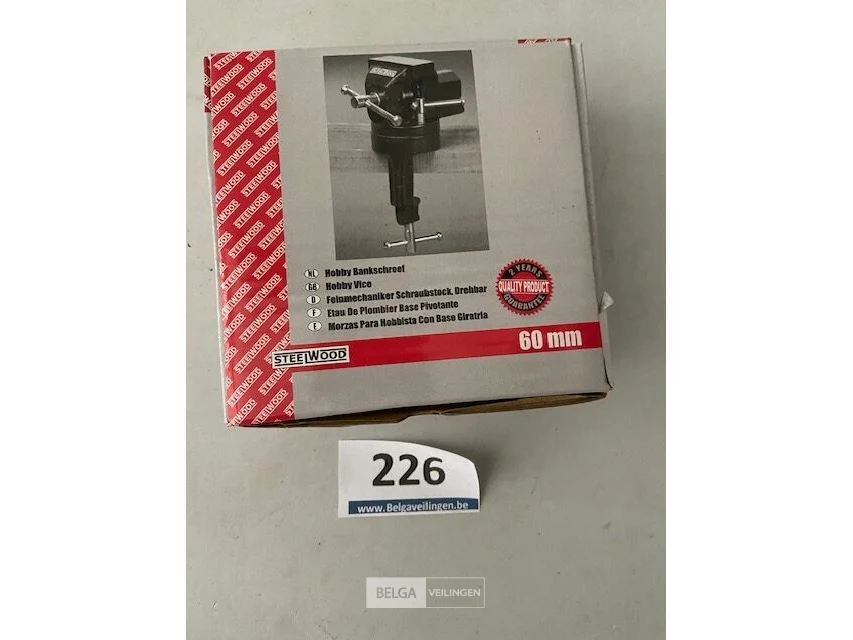 NL Hobby Bankschroef
GB Hobby Vice
D Feinmechaniker Schraubstock, Drehbar
F Etau De Plombier Base Pivotante
E Morzas Para Hobbista Con Base Giratria
2 YEARS
QUALITY PRODUCT
GUARANTEE
STEELWOOD
60 mm
226
www.Belgaveilingen.be
BELGA VEILINGEN